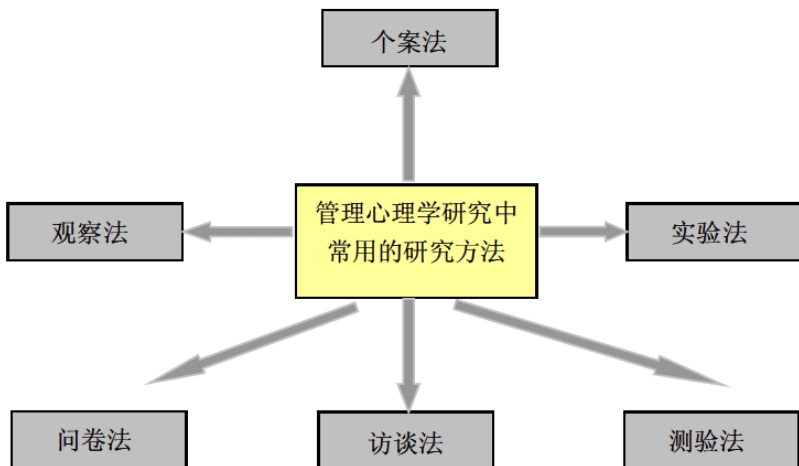 个案法
管理心理学研究中
常用的研究方法
观察法
实验法
问卷法
访谈法
测验法